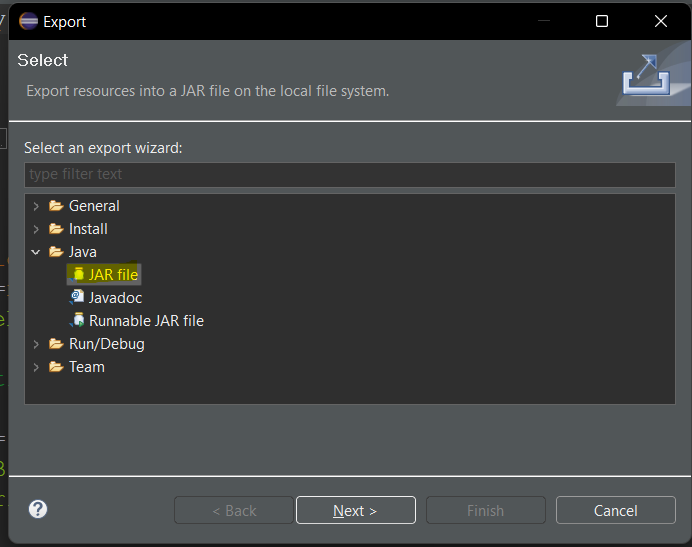 Export
Select
Export resources into a JAR file on the local file system.
Select an export wizard:
type filter text
General
Install
Java
JAR file
Javadoc
Runnable JAR file
Run/Debug
Team
?
< Back
Next >
Finish
Cancel